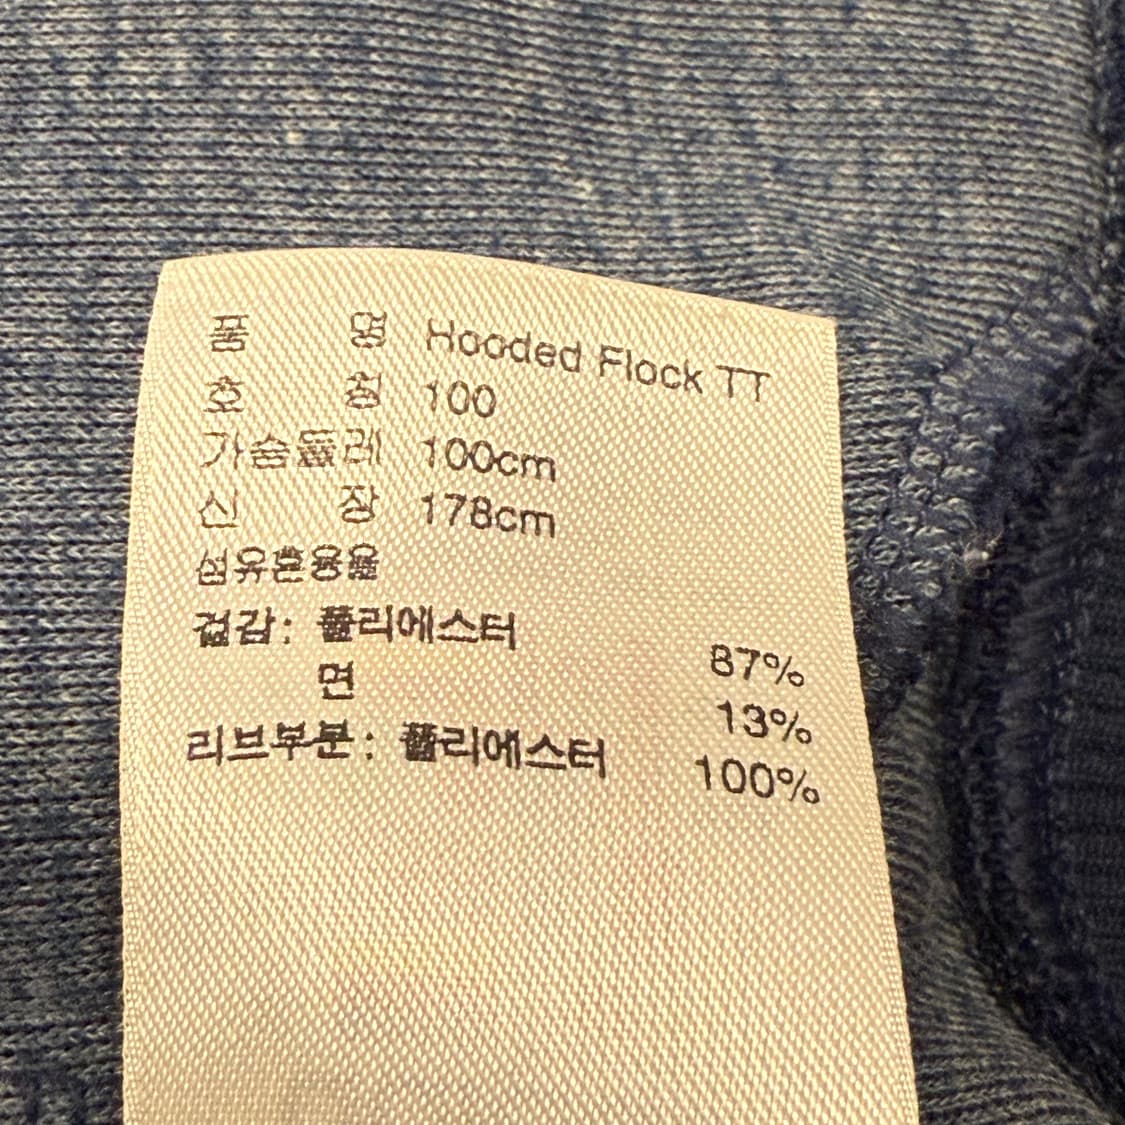 품 명 Hooded Flock TT
호 칭 100
가슴둘레 100cm
신 장 178cm
섬유혼용율
겉감: 폴리에스터 87%
면 13%
리브부분: 폴리에스터 100%